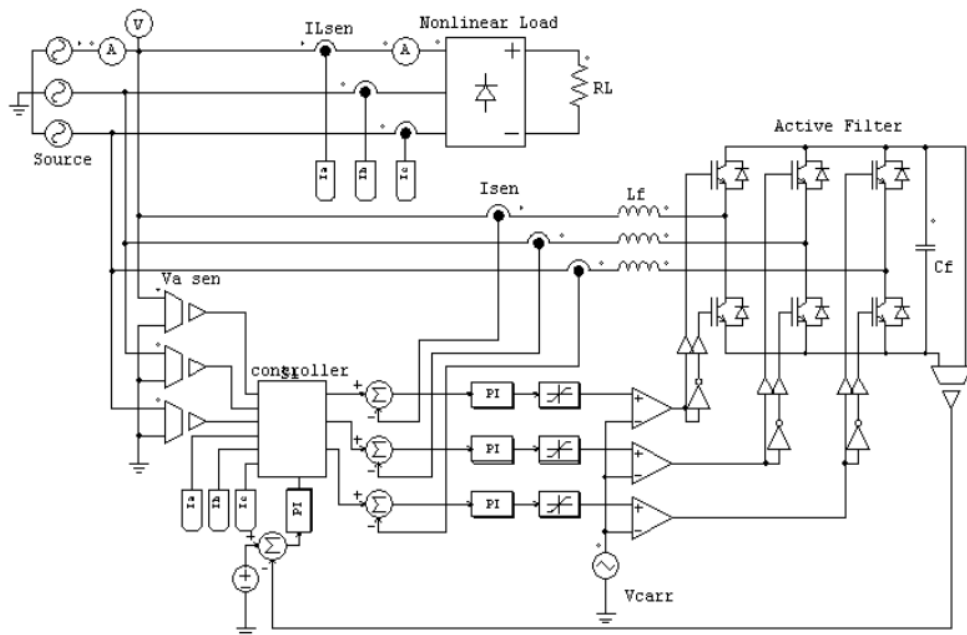 V
ILsen
Nonlinear Load
A
A
RL
Source
Ia
Ib
Ic
Active Filter
Isen
Lf
Cf
Va sen
controller
PI
PI
PI
Ia
Ib
Ic
PI
Vcarr